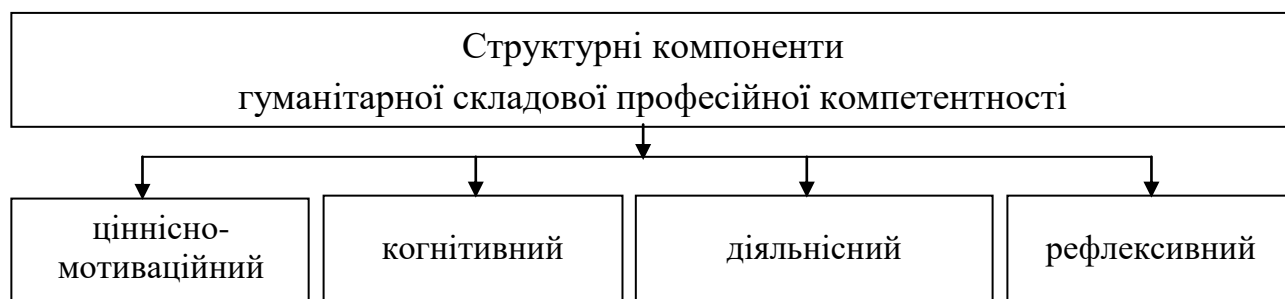 Структурні компоненти
гуманітарної складової професійної компетентності
ціннісно-
мотиваційний
когнітивний
діяльнісний
рефлексивний